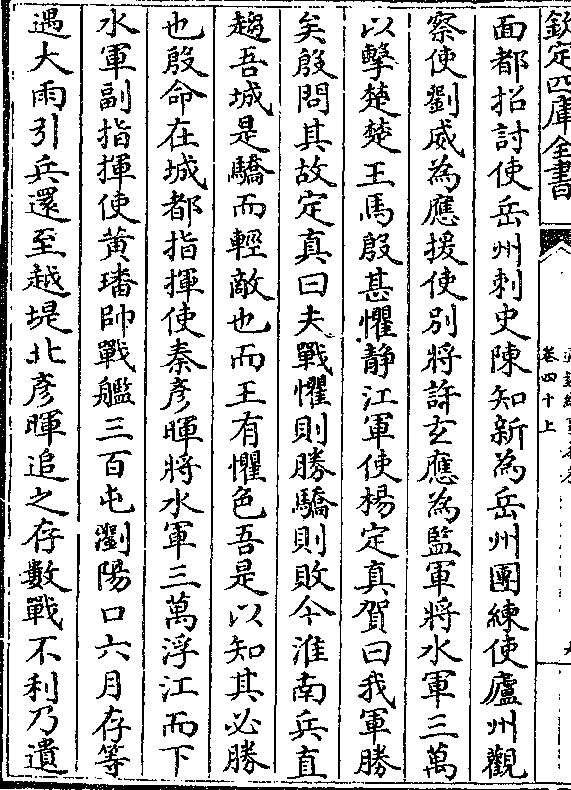 欽定四庫全書
卷四十上
面都招討使岳州刺史陳知新為岳州團練使廬州觀
察使劉威為應援使別將許玄應為監軍將水軍三萬
以擊楚楚王馬殷甚懼静江軍使楊定真賀曰我軍勝
矣殷問其故定真曰夫戰懼則勝驕則敗今淮南兵直
趨吾城是驕而輕敵也而王有懼色吾是以知其必勝
也殷命在城都指揮使秦彦暉將水軍三萬浮江而下
水軍副指揮使黄璠帥戰艦三百屯瀏陽口六月存等
遇大雨引兵還至越堤北彦暉追之存數戰不利乃遺